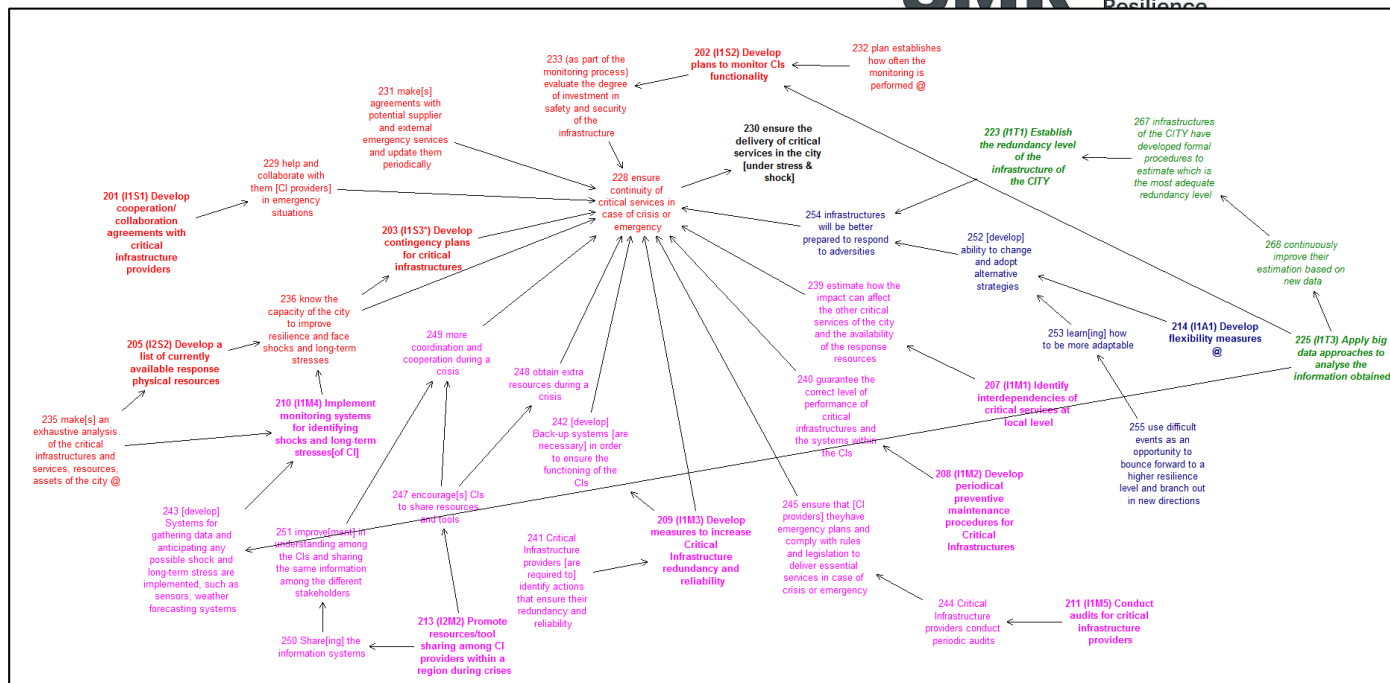 SMR
Resilience
233 (as part of the
monitoring process)
evaluate the degree
of investment in
safety and security
of the
infrastructure
202 (I1S2) Develop
plans to monitor CIs
functionality
232 plan establishes
how often the
monitoring is
performed @
231 make[s]
agreements with
potential supplier
and external
emergency services
and update them
periodically
230 ensure the
delivery of critical
services in the city
[under stress &
shock]
223 (I1T1) Establish
the redundancy level
of the
infrastructure of
the CITY
267 infrastructures
of the CITY have
developed formal
procedures to
estimate which is
the most adequate
redundancy level
229 help and
collaborate with
them [CI providers]
in emergency
situations
201 (I1S1) Develop
cooperation/
collaboration
agreements with
critical
infrastructure
providers
228 ensure
continuity of
critical services in
case of crisis or
emergency
203 (I1S3*) Develop
contingency plans
for critical
infrastructures
254 infrastructures
will be better
prepared to respond
to adversities
252 [develop]
ability to change
and adopt
alternative
strategies
268 continuously
improve their
estimation based on
new data
236 know the
capacity of the city
to improve
resilience and face
shocks and long-term
stresses
239 estimate how the
impact can affect
the other critical
services of the city
and the availability
of the response
resources
205 (I2S2) Develop a
list of currently
available response
physical resources
249 more
coordination and
cooperation during a
crisis
253 learn[ing] how
to be more adaptable
214 (I1A1) Develop
flexibility measures
@
225 (I1T3) Apply big
data approaches to
analyse the
information obtained
248 obtain extra
resources during a
crisis
240 guarantee the
correct level of
performance of
critical
infrastructures and
the systems within
the CIs
207 (I1M1) Identify
interdependencies of
critical services at
local level
210 (I1M4) Implement
monitoring systems
for identifying
shocks and long-term
stresses[of CI]
235 make[s] an
exhaustive analysis
of the critical
infrastructures and
services, resources,
assets of the city @
242 [develop]
Back-up systems [are
necessary] in order
to ensure the
functioning of the
CIs
255 use difficult
events as an
opportunity to
bounce forward to a
higher resilience
level and branch out
in new directions
208 (I1M2) Develop
periodical
preventive
maintenance
procedures for
Critical
Infrastructures
247 encourage[s] CIs
to share resources
and tools
243 [develop]
Systems for
gathering data and
anticipating any
possible shock and
long-term stress are
implemented, such as
sensors, weather
forecasting systems
251 improve[ment] in
understanding among
the CIs and sharing
the same information
among the different
stakeholders
209 (I1M3) Develop
measures to increase
Critical
Infrastructure
redundancy and
reliability
245 ensure that [CI
providers] theyhave
emergency plans and
comply with rules
and legislation to
deliver essential
services in case of
crisis or emergency
241 Critical
Infrastructure
providers [are
required to]
identify actions
that ensure their
redundancy and
reliability
244 Critical
Infrastructure
providers conduct
periodic audits
211 (I1M5) Conduct
audits for critical
infrastructure
providers
250 Share[ing] the
information systems
213 (I2M2) Promote
resources/tool
sharing among CI
providers within a
region during crises